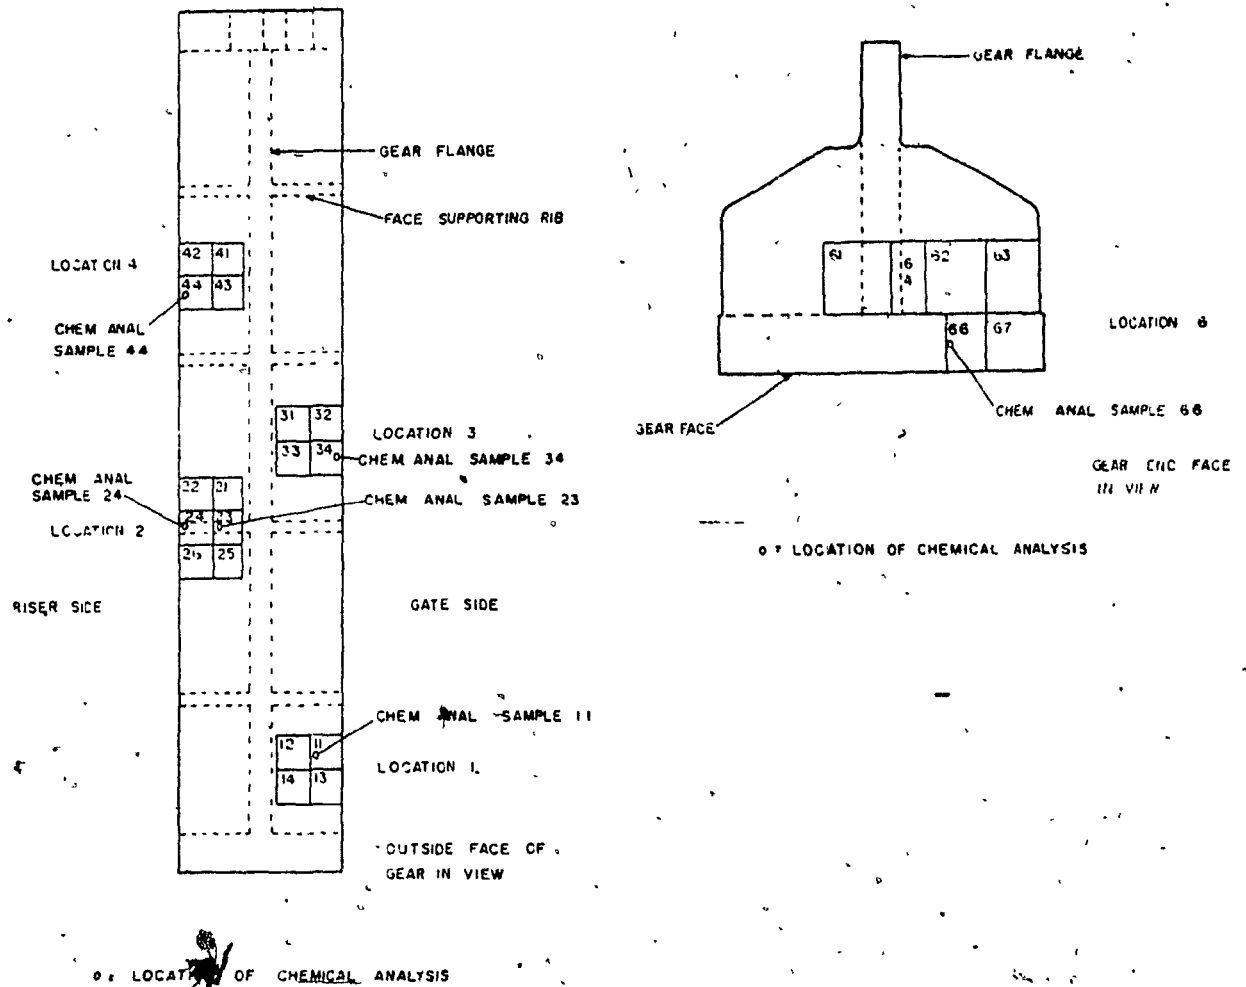 GEAR FLANGE
FACE SUPPORTING RIB
LOCATION 4
42 41
44 43
CHEM ANAL
SAMPLE 44
31 32
33 34
LOCATION 3
CHEM ANAL SAMPLE 34
CHEM ANAL
SAMPLE 24
22 21
24 23
26 25
CHEM ANAL SAMPLE 23
LOCATION 2
RISER SIDE
GATE SIDE
CHEM ANAL SAMPLE 11
12 11
14 13
LOCATION 1
OUTSIDE FACE OF
GEAR IN VIEW
LOCATION OF CHEMICAL ANALYSIS
GEAR FLANGE
61 64 62 63
66 67
LOCATION 6
CHEM ANAL SAMPLE 66
GEAR FACE
GEAR END FACE
IN VIEW
LOCATION OF CHEMICAL ANALYSIS